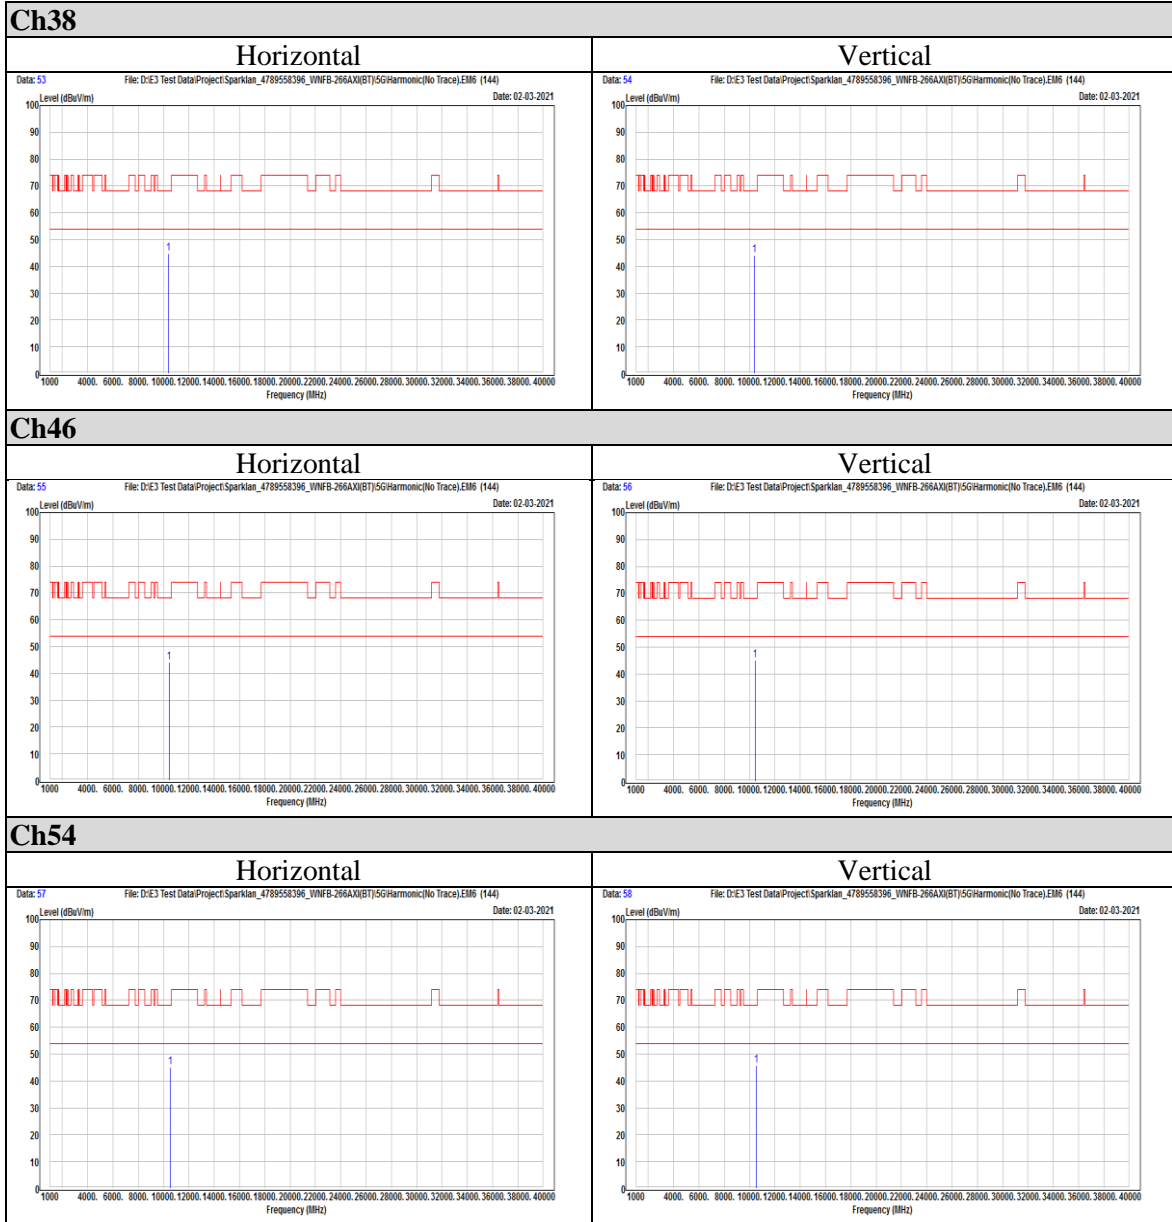 Ch38
Horizontal
Vertical
Data: 53 File: D:\E3 Test Data\Project\Sparklan_4789558396_WNFB-266AXI(BT)\5G\Harmonic(No Trace).EM6 (144)
Date: 02-03-2021
Level (dBuV/m)
100
90
80
70
60
50
40
30
20
10
0
1
1000 4000. 6000. 8000. 10000. 12000. 14000. 16000. 18000. 20000. 22000. 24000. 26000. 28000. 30000. 32000. 34000. 36000. 38000. 40000
Frequency (MHz)
Data: 54 File: D:\E3 Test Data\Project\Sparklan_4789558396_WNFB-266AXI(BT)\5G\Harmonic(No Trace).EM6 (144)
Date: 02-03-2021
Level (dBuV/m)
100
90
80
70
60
50
40
30
20
10
0
1
1000 4000. 6000. 8000. 10000. 12000. 14000. 16000. 18000. 20000. 22000. 24000. 26000. 28000. 30000. 32000. 34000. 36000. 38000. 40000
Frequency (MHz)
Ch46
Horizontal
Vertical
Data: 55 File: D:\E3 Test Data\Project\Sparklan_4789558396_WNFB-266AXI(BT)\5G\Harmonic(No Trace).EM6 (144)
Date: 02-03-2021
Level (dBuV/m)
100
90
80
70
60
50
40
30
20
10
0
1
1000 4000. 6000. 8000. 10000. 12000. 14000. 16000. 18000. 20000. 22000. 24000. 26000. 28000. 30000. 32000. 34000. 36000. 38000. 40000
Frequency (MHz)
Data: 56 File: D:\E3 Test Data\Project\Sparklan_4789558396_WNFB-266AXI(BT)\5G\Harmonic(No Trace).EM6 (144)
Date: 02-03-2021
Level (dBuV/m)
100
90
80
70
60
50
40
30
20
10
0
1
1000 4000. 6000. 8000. 10000. 12000. 14000. 16000. 18000. 20000. 22000. 24000. 26000. 28000. 30000. 32000. 34000. 36000. 38000. 40000
Frequency (MHz)
Ch54
Horizontal
Vertical
Data: 57 File: D:\E3 Test Data\Project\Sparklan_4789558396_WNFB-266AXI(BT)\5G\Harmonic(No Trace).EM6 (144)
Date: 02-03-2021
Level (dBuV/m)
100
90
80
70
60
50
40
30
20
10
0
1
1000 4000. 6000. 8000. 10000. 12000. 14000. 16000. 18000. 20000. 22000. 24000. 26000. 28000. 30000. 32000. 34000. 36000. 38000. 40000
Frequency (MHz)
Data: 58 File: D:\E3 Test Data\Project\Sparklan_4789558396_WNFB-266AXI(BT)\5G\Harmonic(No Trace).EM6 (144)
Date: 02-03-2021
Level (dBuV/m)
100
90
80
70
60
50
40
30
20
10
0
1
1000 4000. 6000. 8000. 10000. 12000. 14000. 16000. 18000. 20000. 22000. 24000. 26000. 28000. 30000. 32000. 34000. 36000. 38000. 40000
Frequency (MHz)